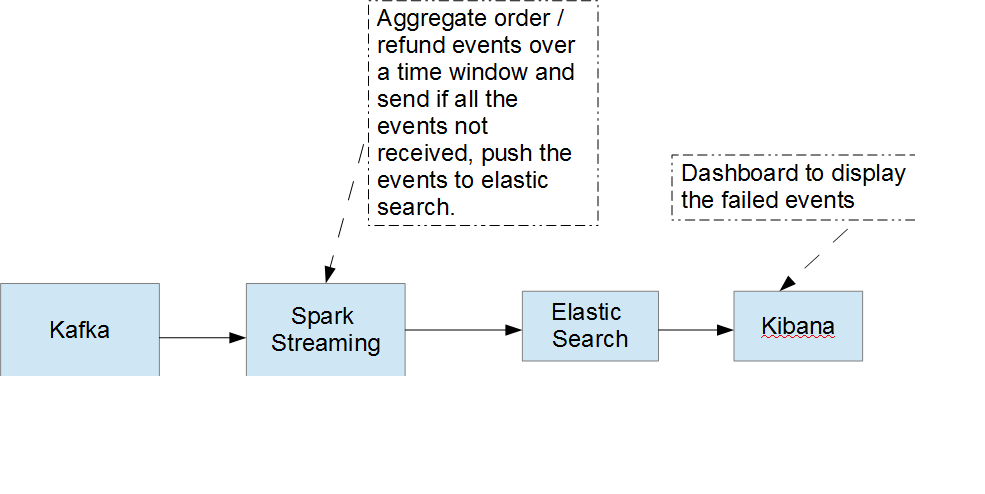 Aggregate order /
refund events over
a time window and
send if all the
events not
received, push the
events to elastic
search.
Dashboard to display
the failed events
Kafka
Spark
Streaming
Elastic
Search
Kibana